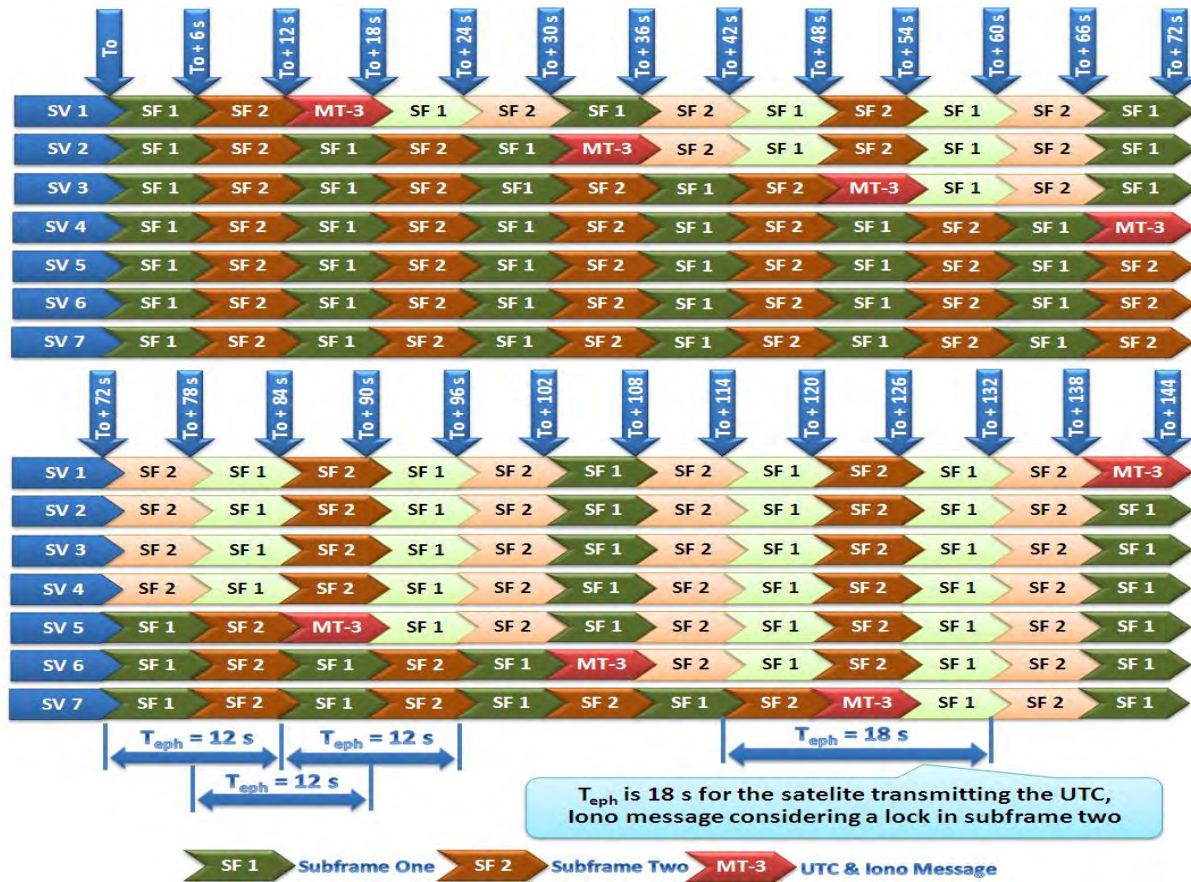 To To + 6 s To + 12 s To + 18 s To + 24 s To + 30 s To + 36 s To + 42 s To + 48 s To + 54 s To + 60 s To + 66 s To + 72 s
SV 1 SF 1 SF 2 MT-3 SF 1 SF 2 SF 1 SF 2 SF 1 SF 2 SF 1 SF 2 SF 1
SV 2 SF 1 SF 2 SF 1 SF 2 SF 1 MT-3 SF 2 SF 1 SF 2 SF 1 SF 2 SF 1
SV 3 SF 1 SF 2 SF 1 SF 2 SF1 SF 2 SF 1 SF 2 MT-3 SF 1 SF 2 SF 1
SV 4 SF 1 SF 2 SF 1 SF 2 SF 1 SF 2 SF 1 SF 2 SF 1 SF 2 SF 1 MT-3
SV 5 SF 1 SF 2 SF 1 SF 2 SF 1 SF 2 SF 1 SF 2 SF 1 SF 2 SF 1 SF 2
SV 6 SF 1 SF 2 SF 1 SF 2 SF 1 SF 2 SF 1 SF 2 SF 1 SF 2 SF 1 SF 2
SV 7 SF 1 SF 2 SF 1 SF 2 SF 1 SF 2 SF 1 SF 2 SF 1 SF 2 SF 1 SF 2
To + 72 s To + 78 s To + 84 s To + 90 s To + 96 s To + 102 To + 108 To + 114 To + 120 To + 126 To + 132 To + 138 To + 144
SV 1 SF 2 SF 1 SF 2 SF 1 SF 2 SF 1 SF 2 SF 1 SF 2 SF 1 SF 2 MT-3
SV 2 SF 2 SF 1 SF 2 SF 1 SF 2 SF 1 SF 2 SF 1 SF 2 SF 1 SF 2 SF 1
SV 3 SF 2 SF 1 SF 2 SF 1 SF 2 SF 1 SF 2 SF 1 SF 2 SF 1 SF 2 SF 1
SV 4 SF 2 SF 1 SF 2 SF 1 SF 2 SF 1 SF 2 SF 1 SF 2 SF 1 SF 2 SF 1
SV 5 SF 1 SF 2 MT-3 SF 1 SF 2 SF 1 SF 2 SF 1 SF 2 SF 1 SF 2 SF 1
SV 6 SF 1 SF 2 SF 1 SF 2 SF 1 MT-3 SF 2 SF 1 SF 2 SF 1 SF 2 SF 1
SV 7 SF 1 SF 2 SF 1 SF 2 SF 1 SF 2 SF 1 SF 2 MT-3 SF 1 SF 2 SF 1
Teph = 12 s Teph = 12 s Teph = 18 s
Teph = 12 s
Teph is 18 s for the satelite transmitting the UTC,
Iono message considering a lock in subframe two
SF 1 Subframe One SF 2 Subframe Two MT-3 UTC & Iono Message